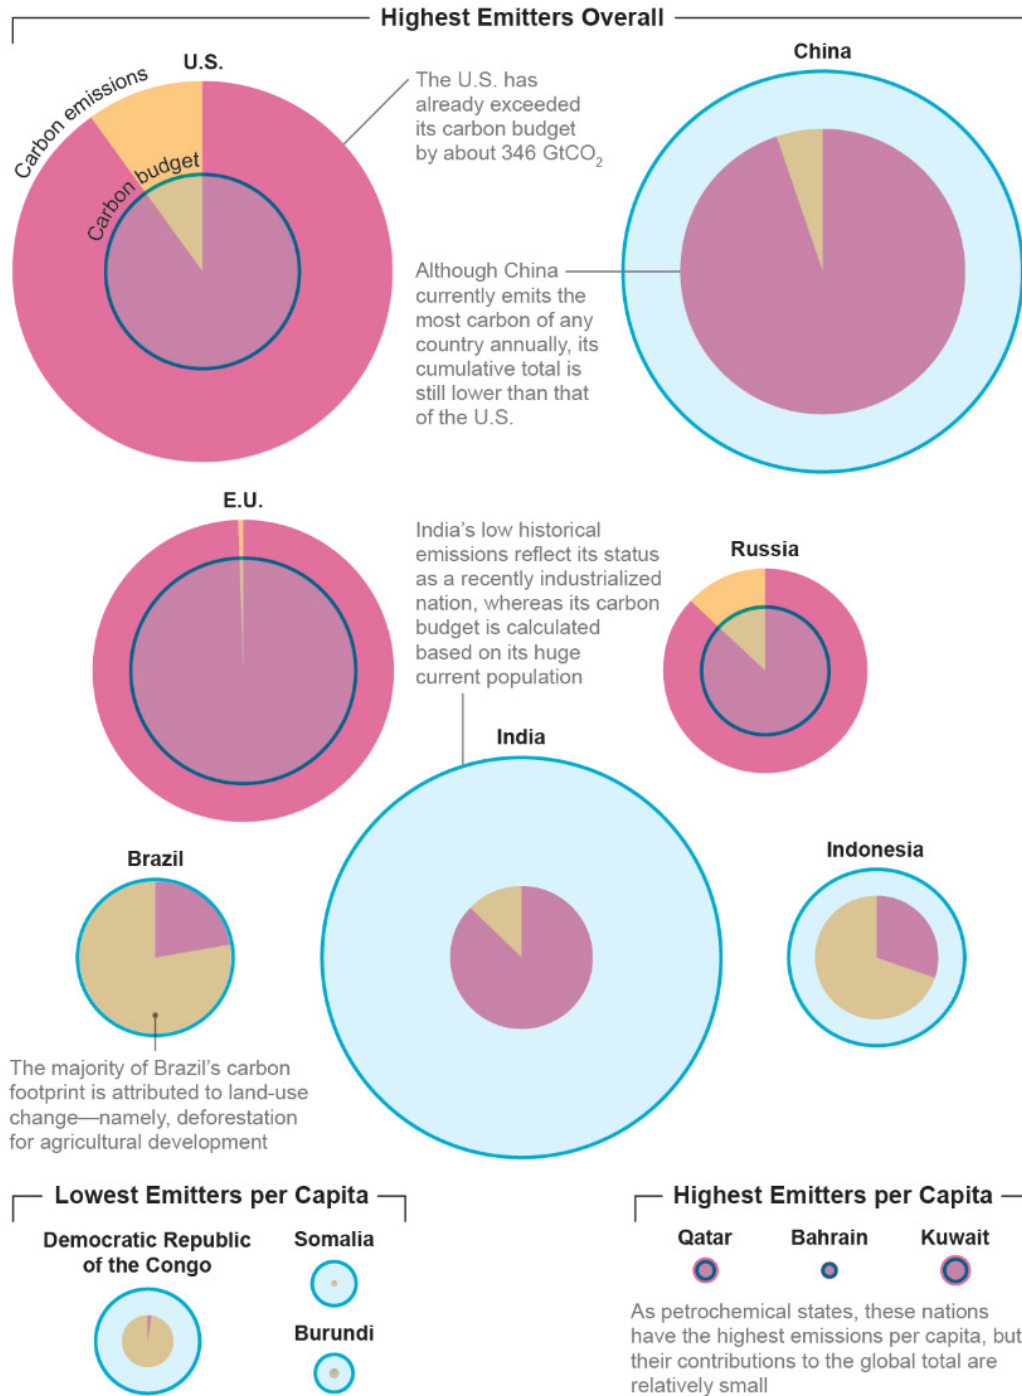 Highest Emitters Overall
U.S.
Carbon emissions
Carbon budget
The U.S. has
already exceeded
its carbon budget
by about 346 GtCO₂
China
Although China
currently emits the
most carbon of any
country annually, its
cumulative total is
still lower than that
of the U.S.
E.U.
India’s low historical
emissions reflect its status
as a recently industrialized
nation, whereas its carbon
budget is calculated
based on its huge
current population
Russia
India
Brazil
The majority of Brazil’s carbon
footprint is attributed to land-use
change—namely, deforestation
for agricultural development
Indonesia
Lowest Emitters per Capita
Democratic Republic
of the Congo
Somalia
Burundi
Highest Emitters per Capita
Qatar
Bahrain
Kuwait
As petrochemical states, these nations
have the highest emissions per capita, but
their contributions to the global total are
relatively small